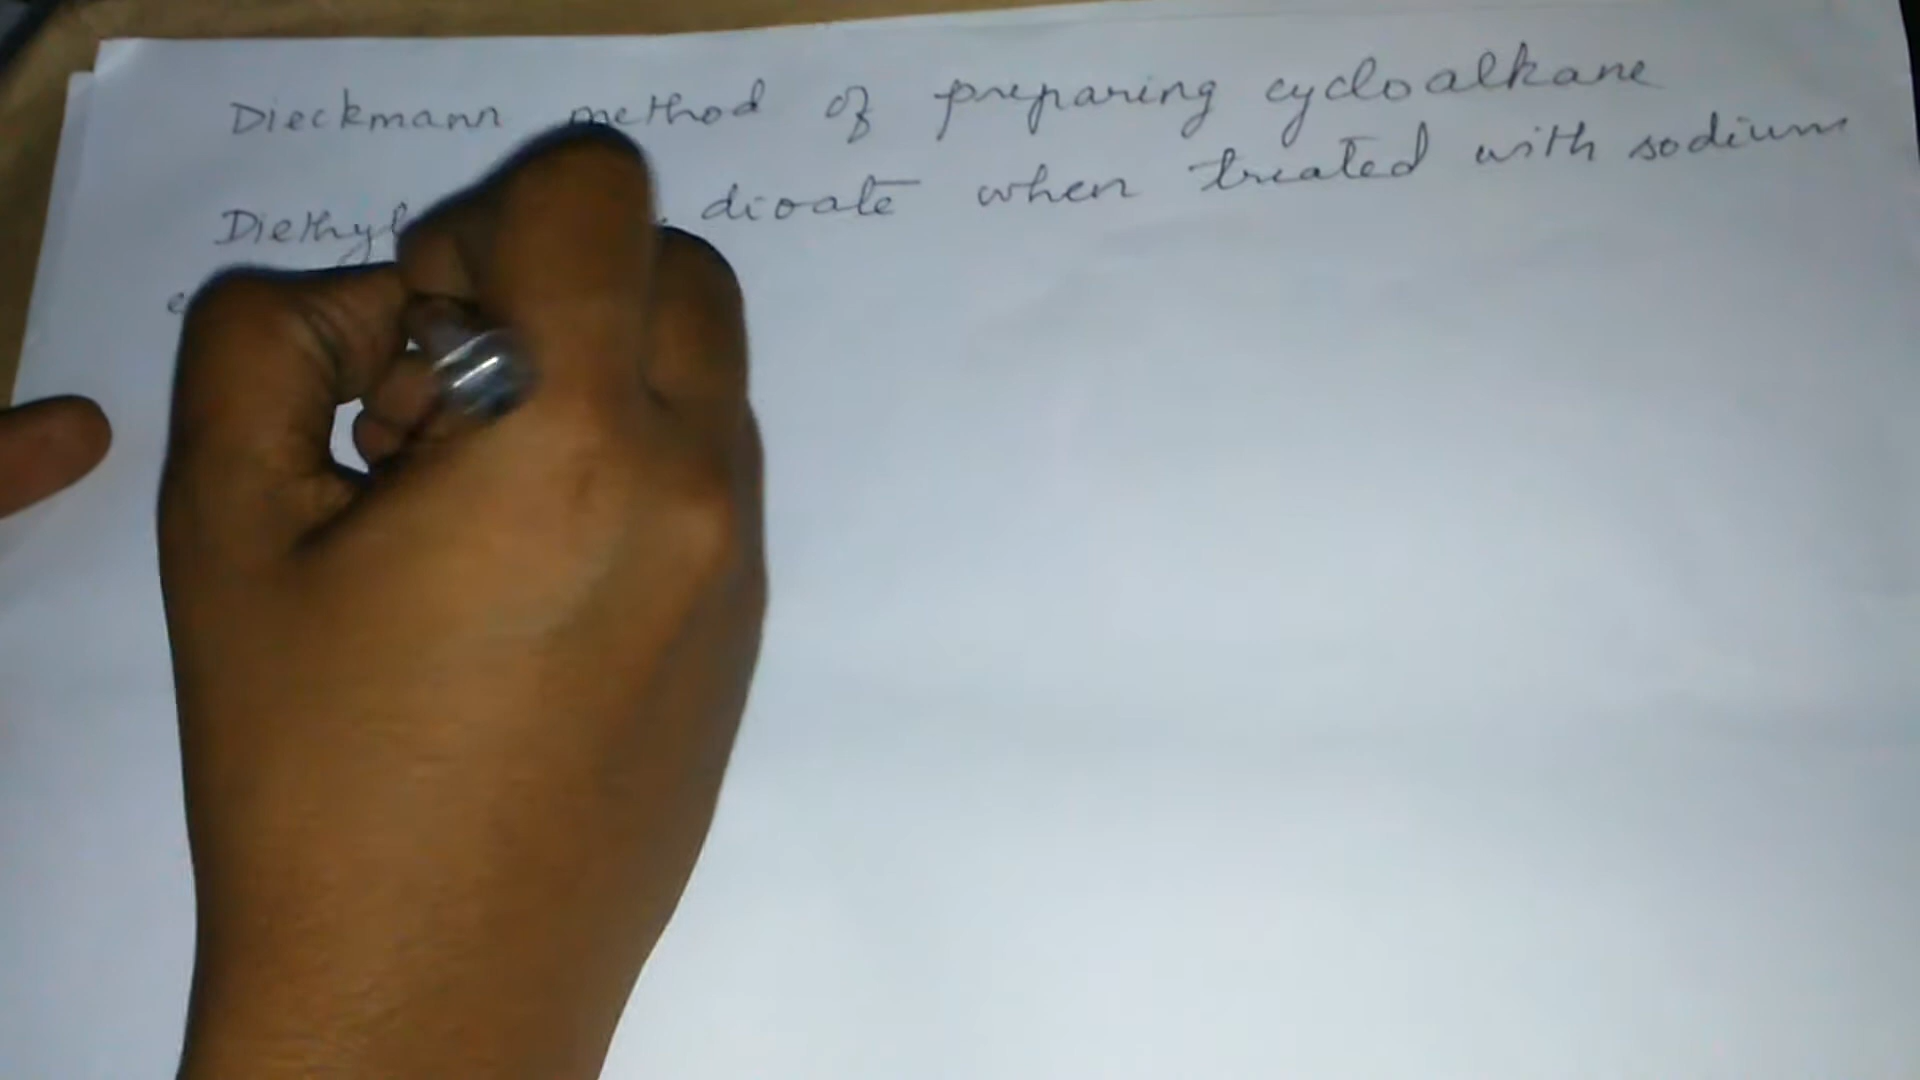 Dieckmann method of preparing cycloalkane
Diethyl dioate when treated with sodium